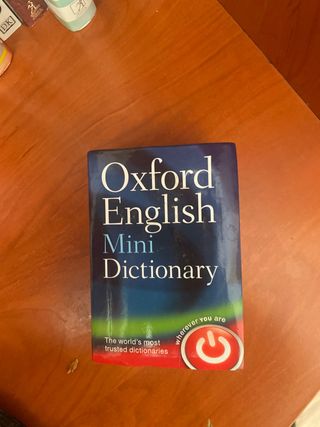 Oxford
English
Mini
Dictionary
wherever you are
The world's most
trusted dictionaries